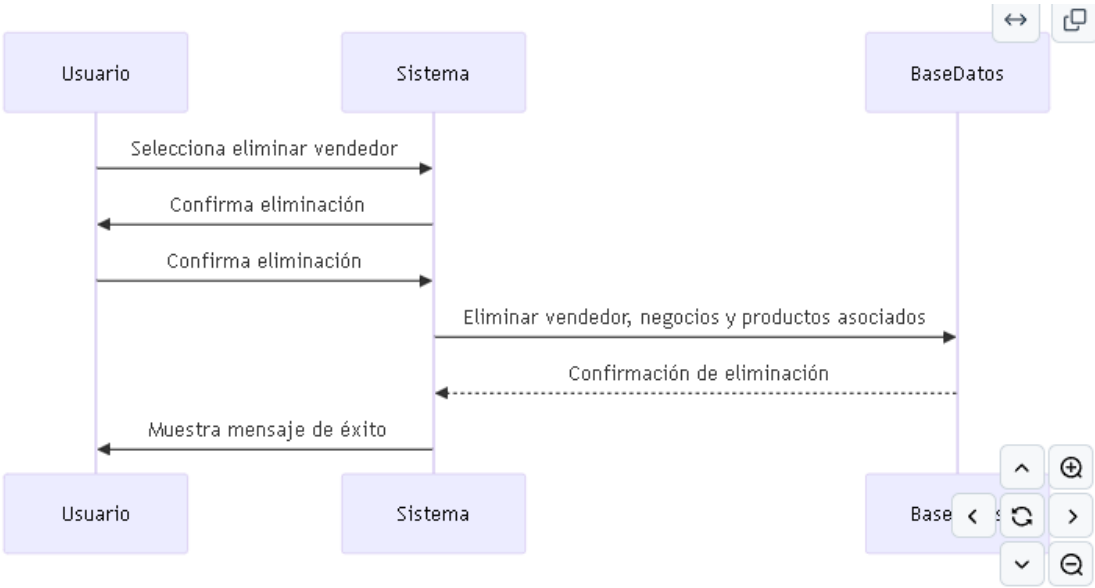 Usuario
Sistema
BaseDatos
Selecciona eliminar vendedor
Confirma eliminación
Confirma eliminación
Eliminar vendedor, negocios y productos asociados
Confirmación de eliminación
Muestra mensaje de éxito
Usuario
Sistema
Base